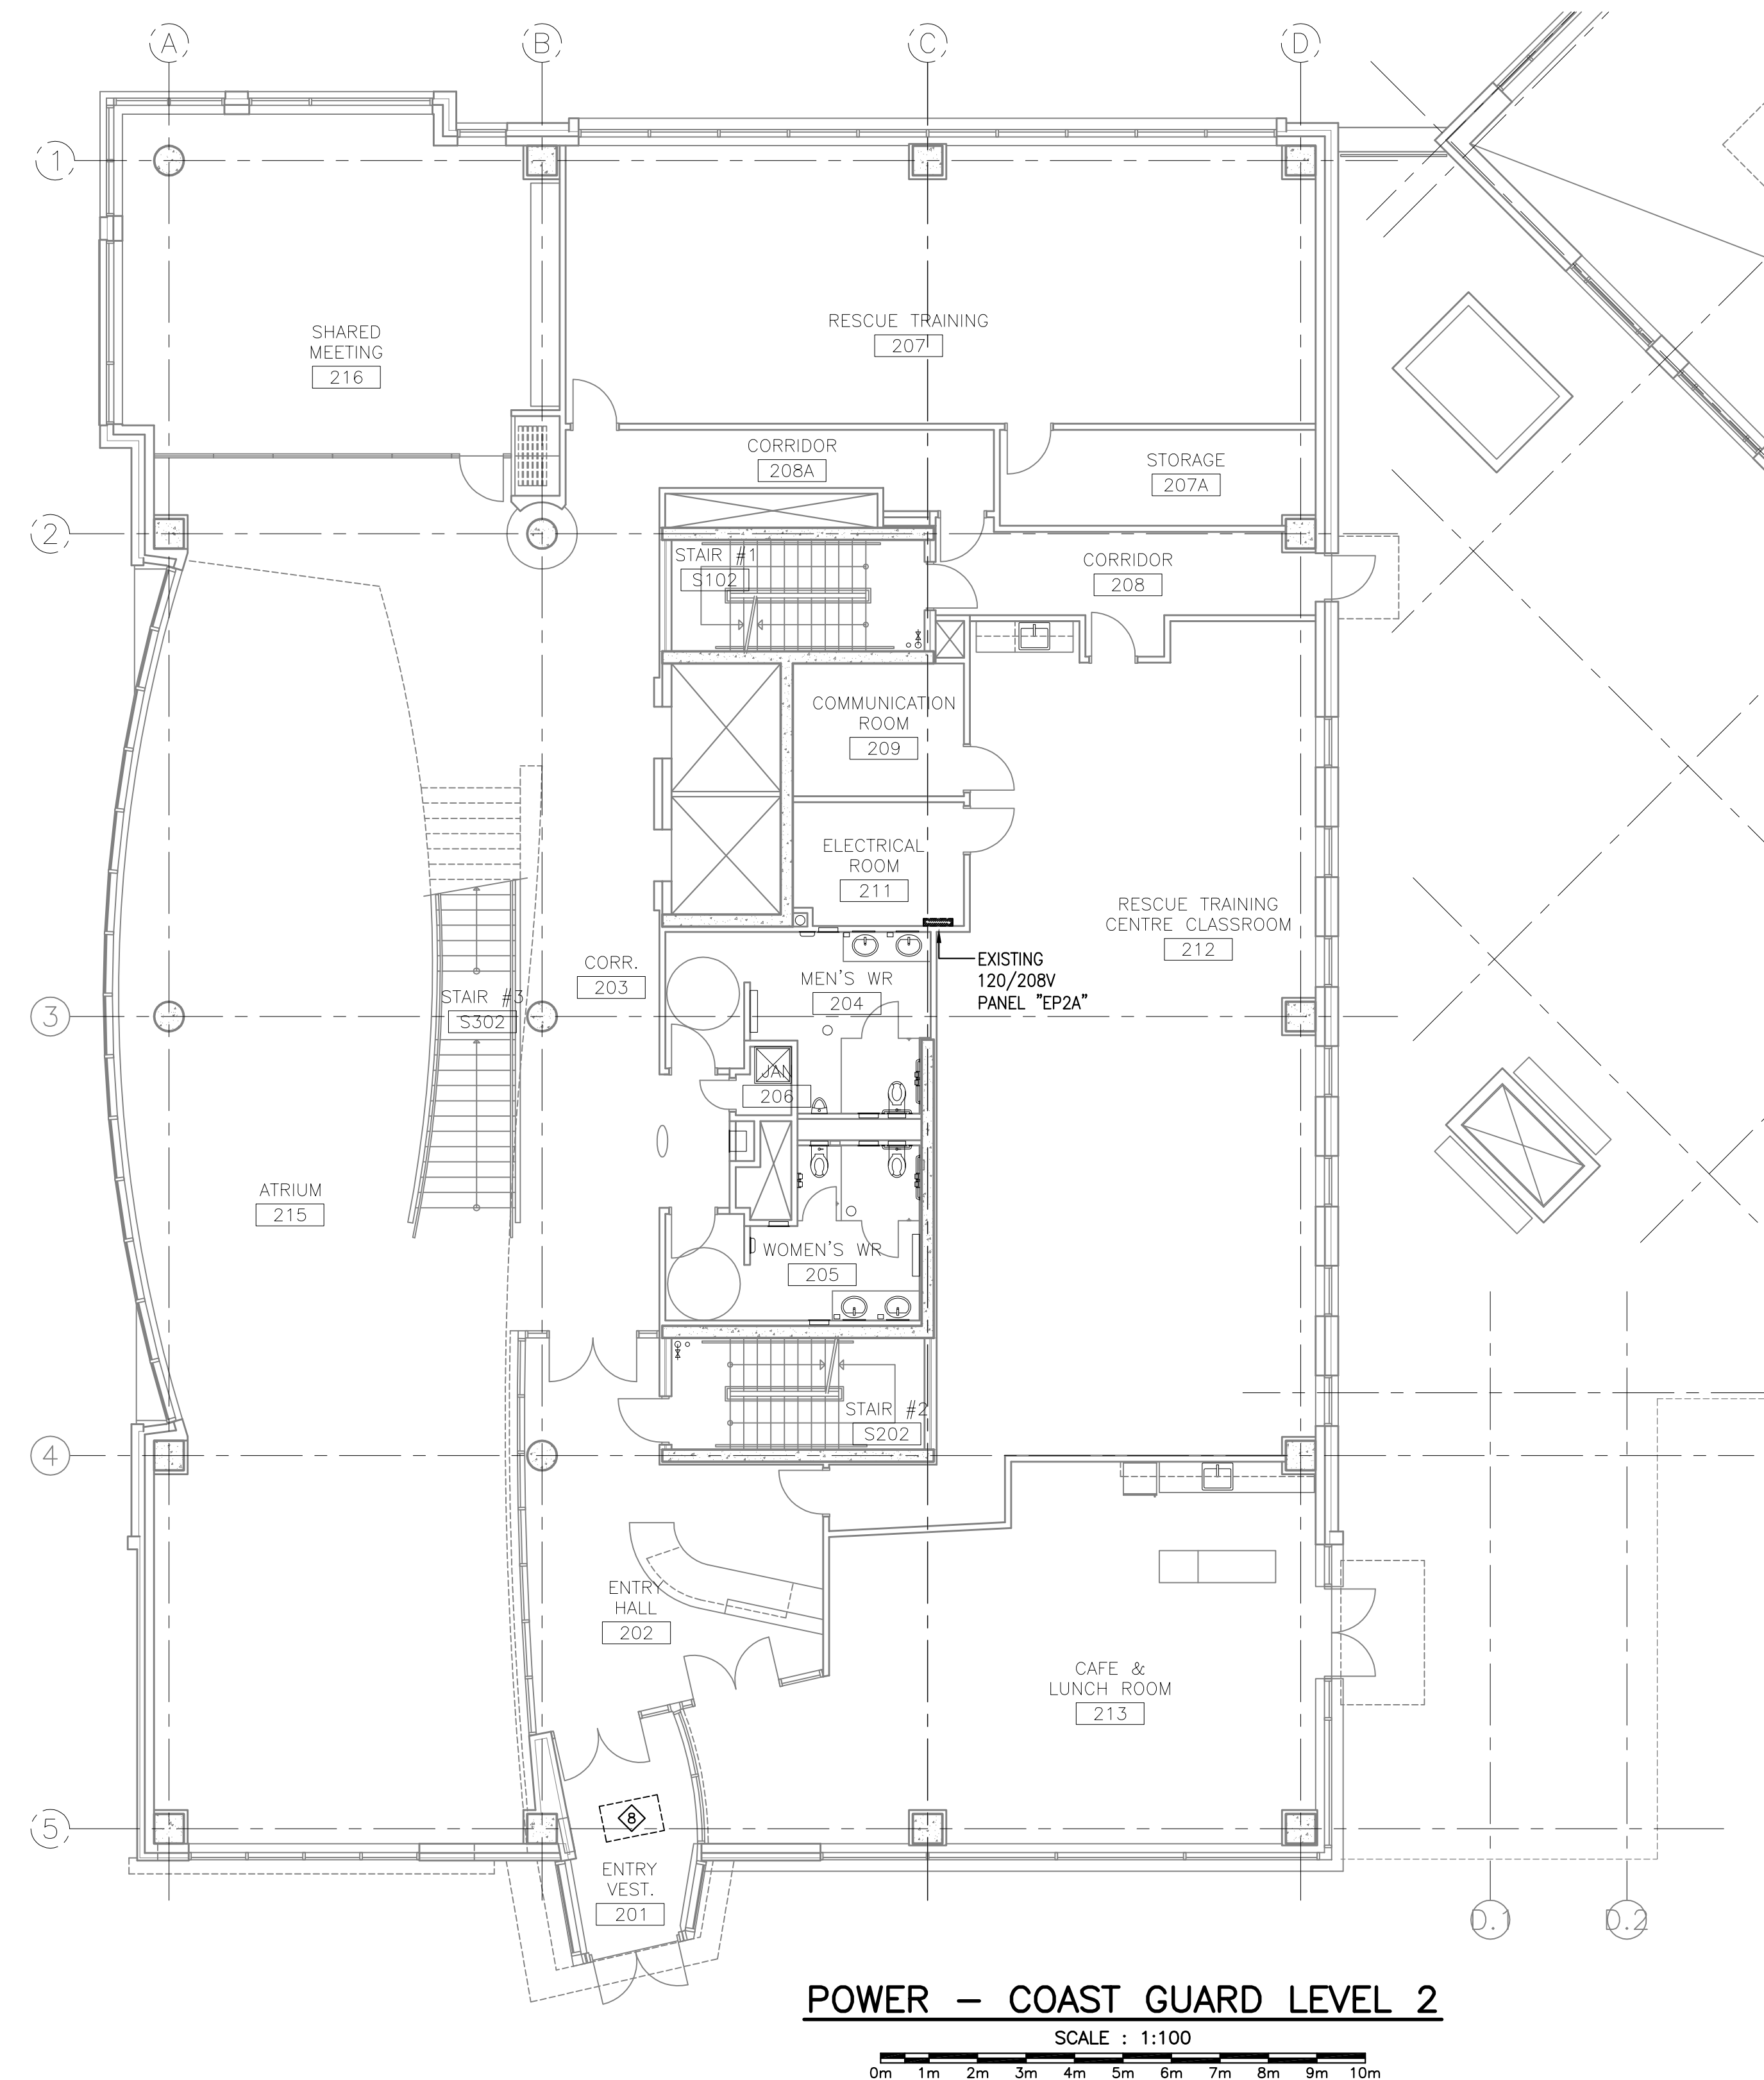 A
B
C
D
1
SHARED
MEETING
216
RESCUE TRAINING
207
CORRIDOR
208A
STORAGE
207A
2
STAIR #1
S102
CORRIDOR
208
COMMUNICATION
ROOM
209
ELECTRICAL
ROOM
211
RESCUE TRAINING
CENTRE CLASSROOM
212
EXISTING
120/208V
PANEL "EP2A"
CORR.
203
MEN'S WR
204
3
STAIR #3
S302
JAN
206
ATRIUM
215
WOMEN'S WR
205
STAIR #2
S202
4
ENTRY
HALL
202
CAFE &
LUNCH ROOM
213
8
5
ENTRY
VEST.
201
D.1
D.2
POWER – COAST GUARD LEVEL 2
SCALE : 1:100
0m 1m 2m 3m 4m 5m 6m 7m 8m 9m 10m